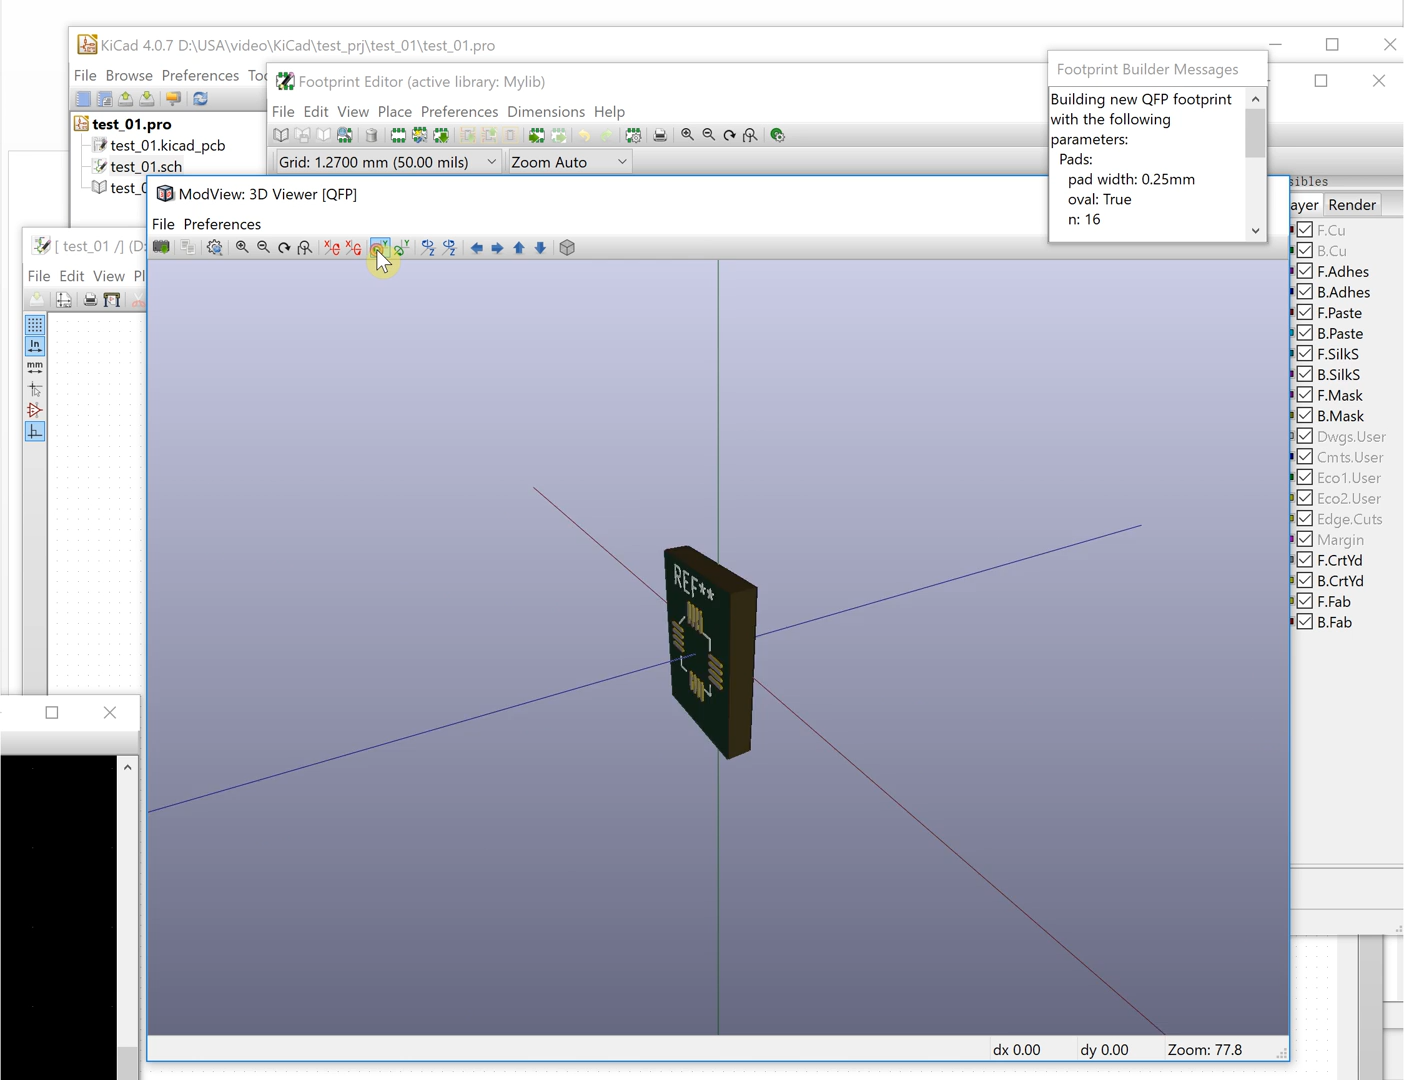 KiCad 4.0.7 D:\USA\video\KiCad\test_prj\test_01\test_01.pro
File Browse Preferences
test_01.pro
test_01.kicad_pcb
test_01.sch
Footprint Editor (active library: Mylib)
File Edit View Place Preferences Dimensions Help
Grid: 1.2700 mm (50.00 mils)
Zoom Auto
Footprint Builder Messages
Building new QFP footprint
with the following
parameters:
Pads:
pad width: 0.25mm
oval: True
n: 16
ModView: 3D Viewer [QFP]
File Preferences
[ test_01 /] (D:
File Edit View Pl
In
mm
REF**
Render
F.Cu
B.Cu
F.Adhes
B.Adhes
F.Paste
B.Paste
F.SilkS
B.SilkS
F.Mask
B.Mask
Dwgs.User
Cmts.User
Eco1.User
Eco2.User
Edge.Cuts
Margin
F.CrtYd
B.CrtYd
F.Fab
B.Fab
dx 0.00
dy 0.00
Zoom: 77.8